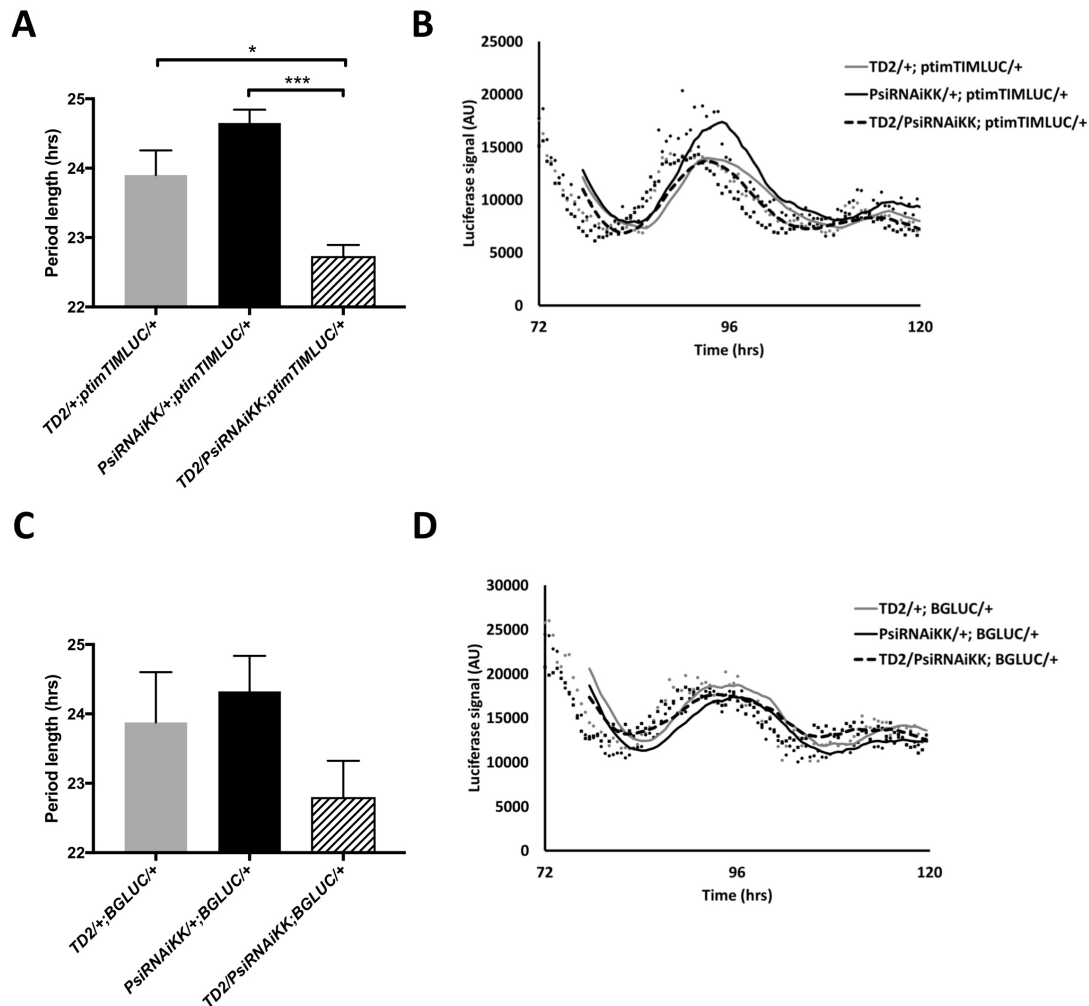 A
*
***
25
24
23
22
Period length (hrs)
TD2/+;ptimTIMLUC/+
PsiRNAiKK/+;ptimTIMLUC/+
TD2/PsiRNAiKK;ptimTIMLUC/+
B
25000
20000
15000
10000
5000
0
Luciferase signal (AU)
72
96
120
Time (hrs)
TD2/+; ptimTIMLUC/+
PsiRNAiKK/+; ptimTIMLUC/+
TD2/PsiRNAiKK; ptimTIMLUC/+
C
25
24
23
22
Period length (hrs)
TD2/+;BGLUC/+
PsiRNAiKK/+;BGLUC/+
TD2/PsiRNAiKK;BGLUC/+
D
30000
25000
20000
15000
10000
5000
0
Luciferase signal (AU)
72
96
120
Time (hrs)
TD2/+; BGLUC/+
PsiRNAiKK/+; BGLUC/+
TD2/PsiRNAiKK; BGLUC/+